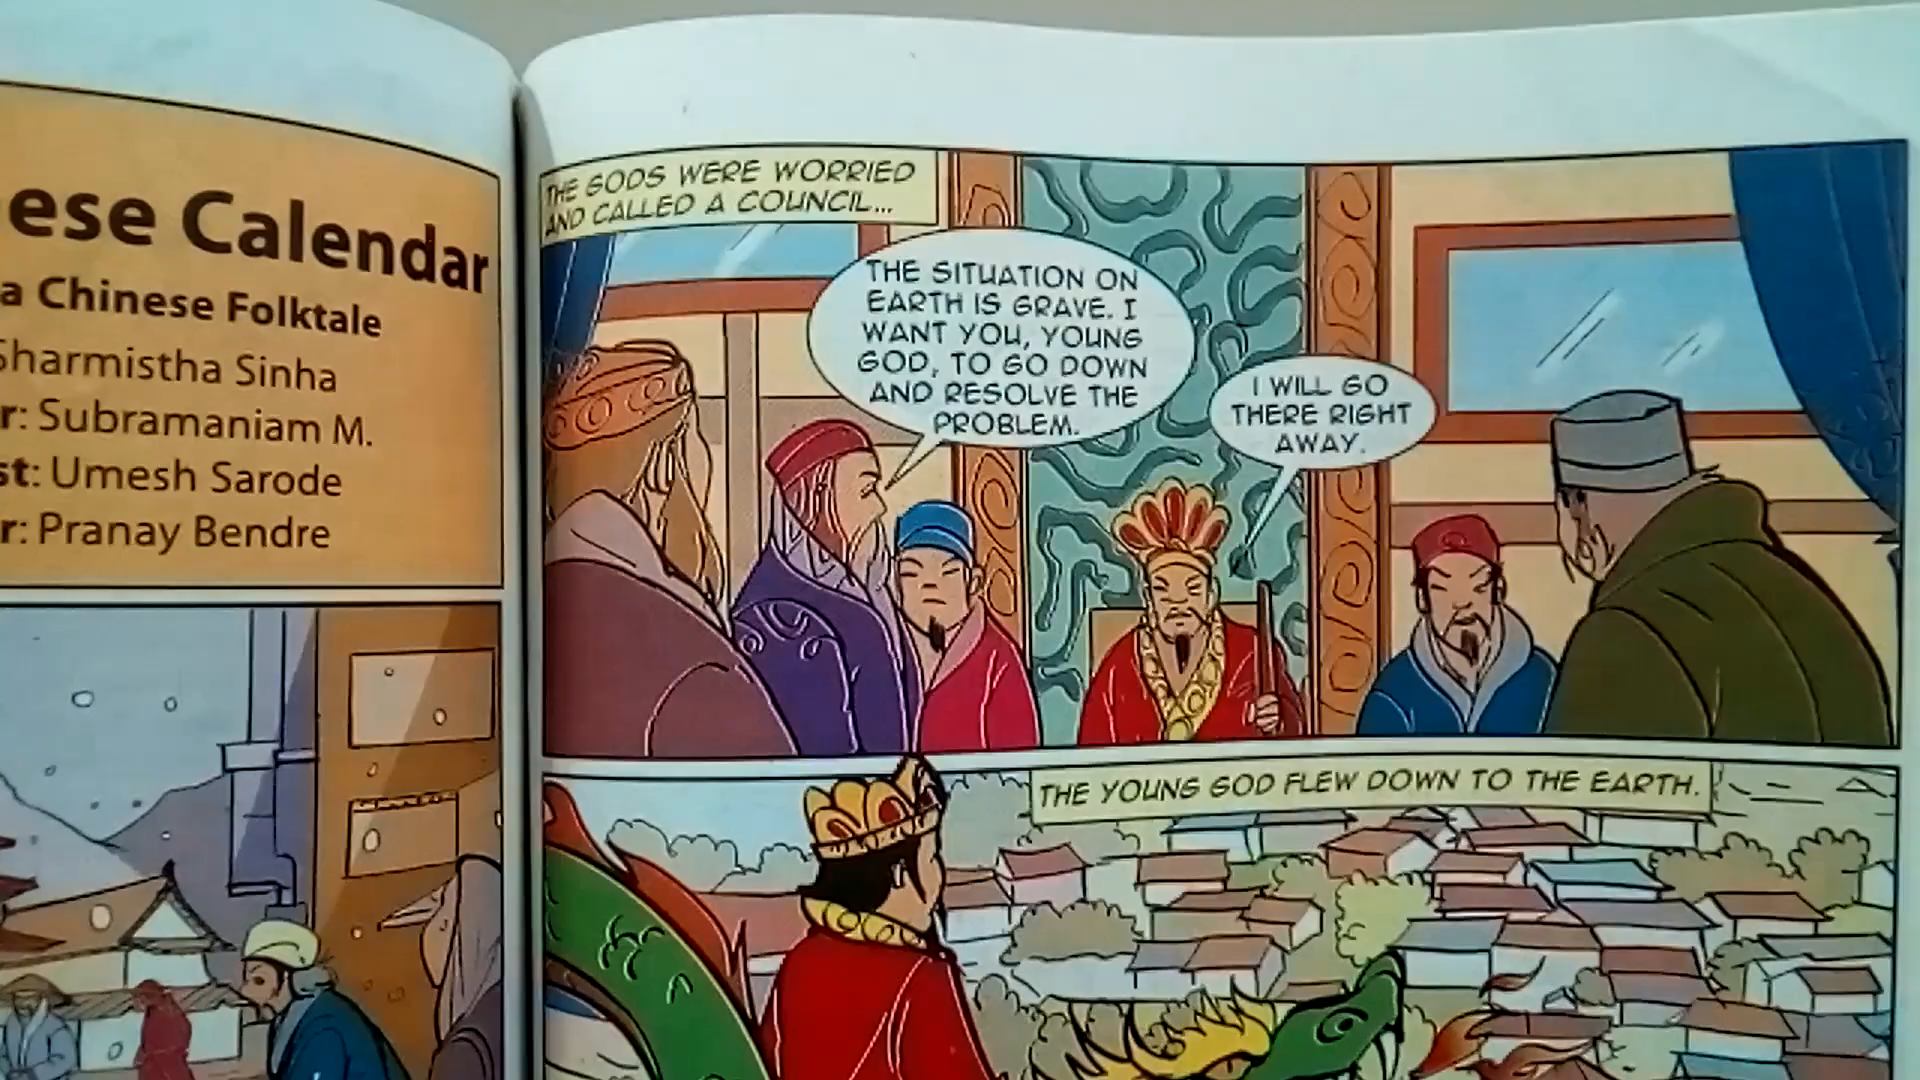 ese Calendar
a Chinese Folktale
Sharmistha Sinha
r: Subramaniam M.
st: Umesh Sarode
r: Pranay Bendre
THE GODS WERE WORRIED
AND CALLED A COUNCIL...
THE SITUATION ON
EARTH IS GRAVE. I
WANT YOU, YOUNG
GOD, TO GO DOWN
AND RESOLVE THE
PROBLEM.
I WILL GO
THERE RIGHT
AWAY.
THE YOUNG GOD FLEW DOWN TO THE EARTH.